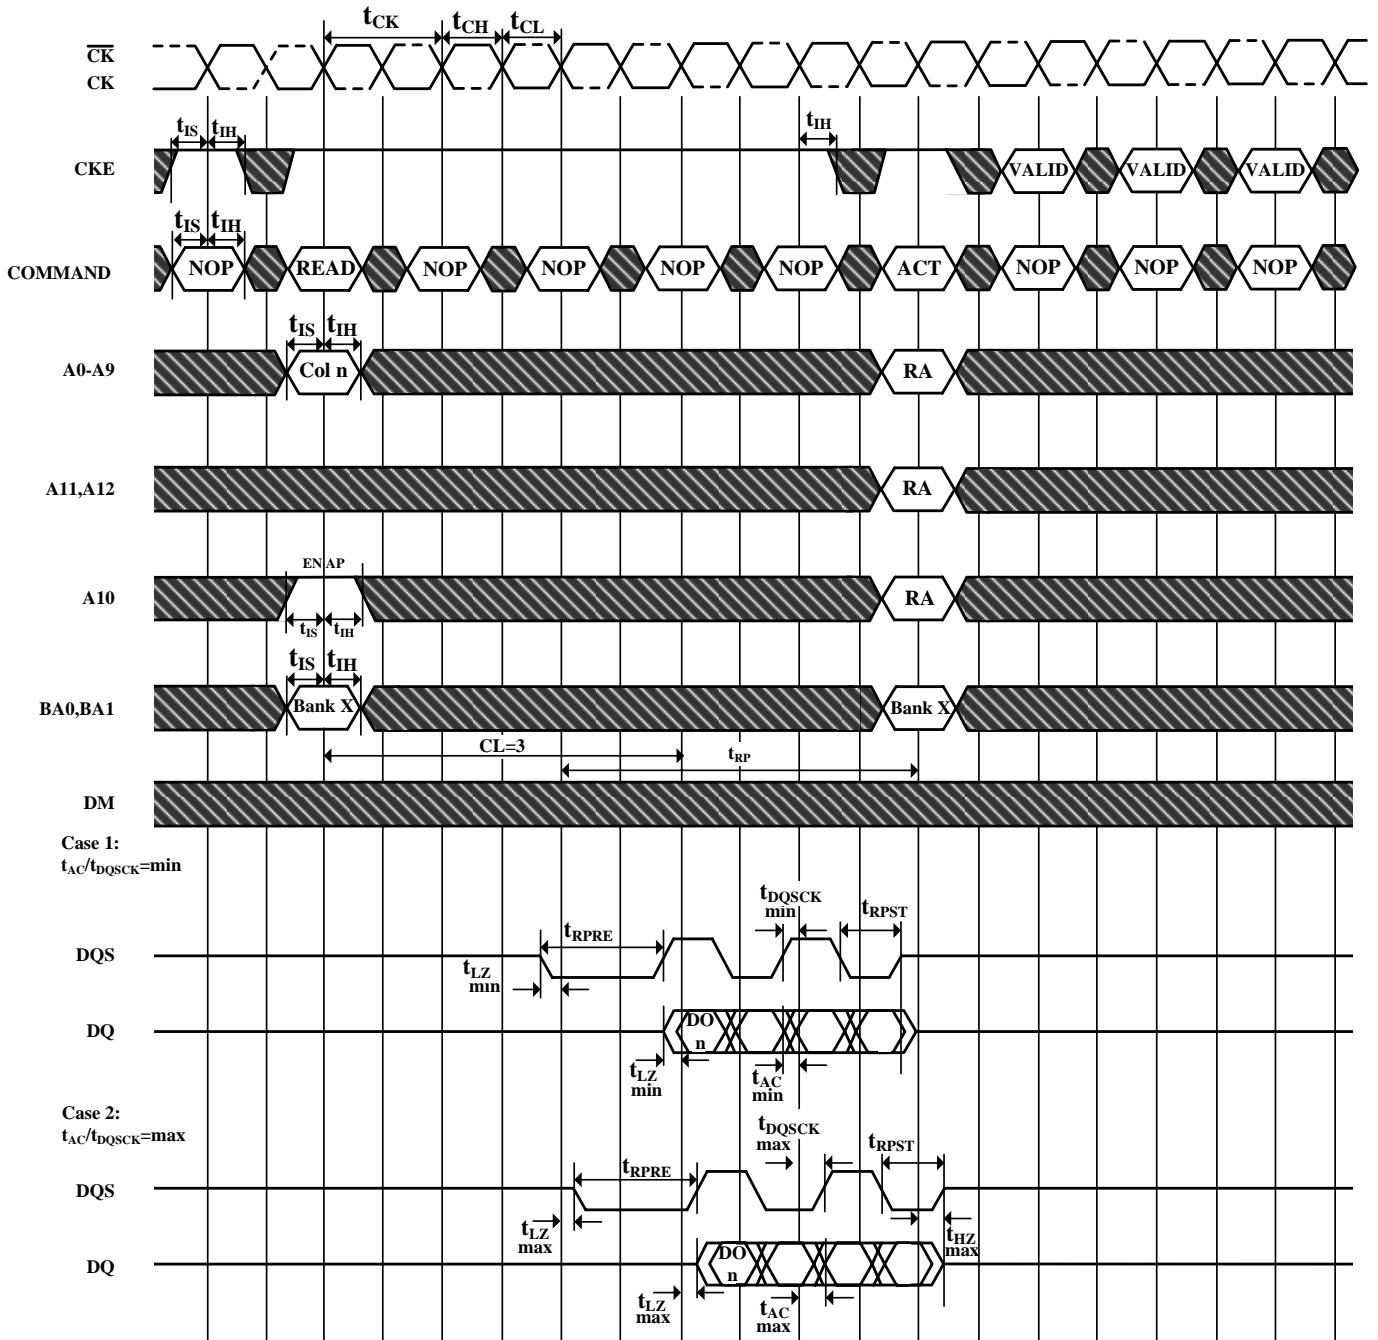 tCK tCH tCL
CK
CK
tIS tIH tIH
CKE VALID VALID VALID
tIS tIH
COMMAND NOP READ NOP NOP NOP NOP ACT NOP NOP NOP
tIS tIH
A0-A9 Col n RA
A11,A12 RA
EN AP
A10 RA
tIS tIH
tIS tIH
BA0,BA1 Bank X Bank X
CL=3 tRP
DM
Case 1:
tAC/tDQSCK=min
tDQSCK min tRPST
tRPRE
DQS
tLZ min
DQ DO n
tLZ min tAC min
Case 2:
tAC/tDQSCK=max
tDQSCK max tRPST
tRPRE
DQS
tLZ max tHZ max
DQ DO n
tLZ max tAC max